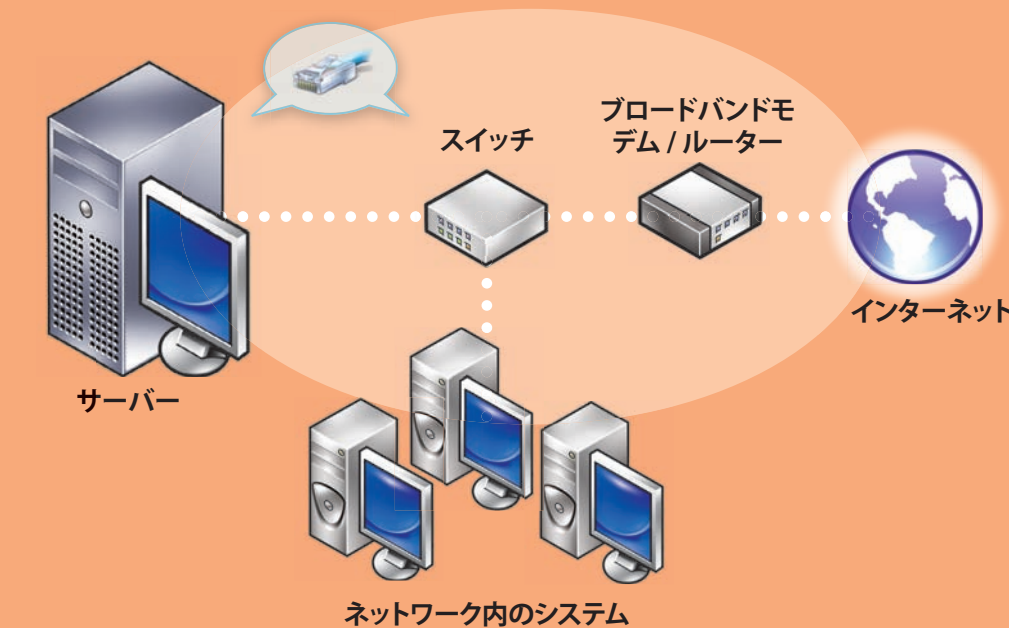 ブロードバンドモ
デム / ルーター
スイッチ
インターネット
サーバー
ネットワーク内のシステム